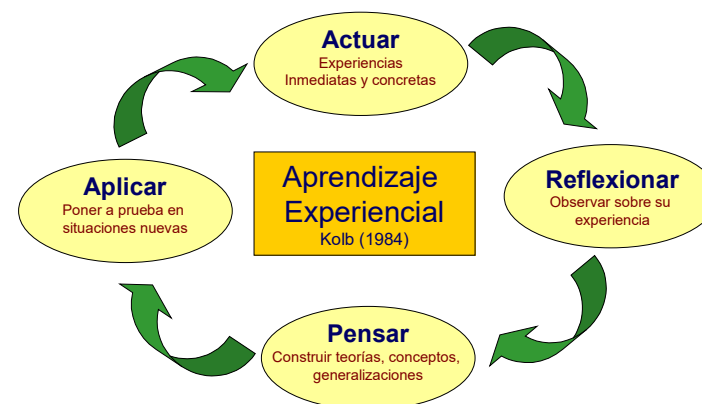 Actuar
Experiencias
Inmediatas y concretas
Aplicar
Poner a prueba en
situaciones nuevas
Aprendizaje
Experiencial
Kolb (1984)
Reflexionar
Observar sobre su
experiencia
Pensar
Construir teorías, conceptos,
generalizaciones